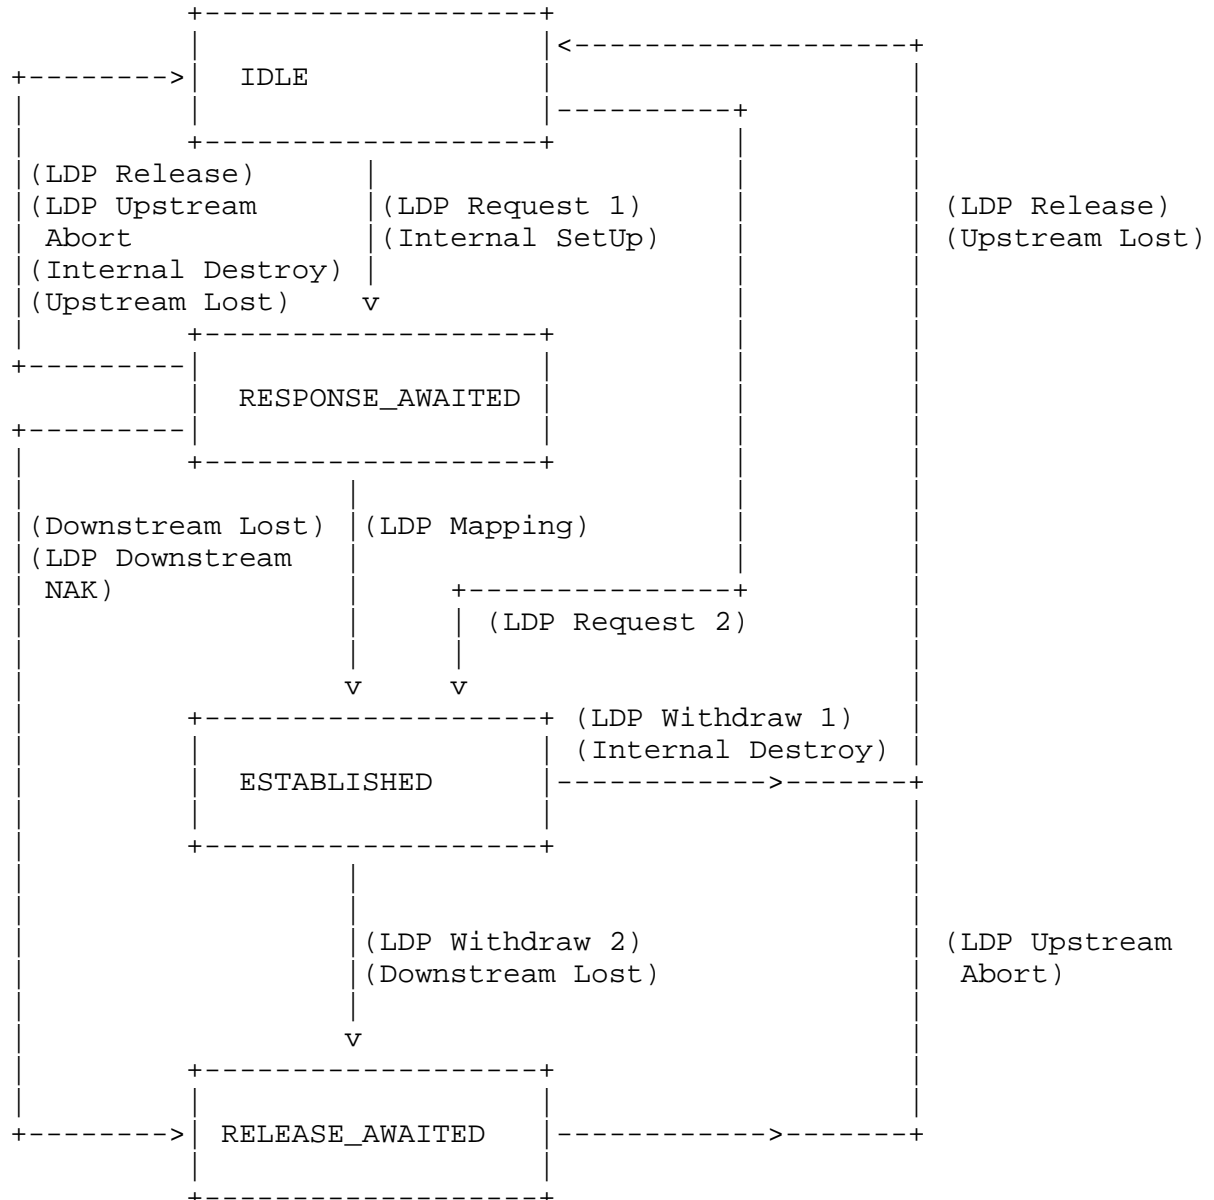 IDLE
(LDP Release)
(LDP Upstream (LDP Request 1) (LDP Release)
Abort (Internal SetUp) (Upstream Lost)
(Internal Destroy)
(Upstream Lost)
RESPONSE_AWAITED
(Downstream Lost) (LDP Mapping)
(LDP Downstream
NAK)
(LDP Request 2)
(LDP Withdraw 1)
(Internal Destroy)
ESTABLISHED
(LDP Withdraw 2) (LDP Upstream
(Downstream Lost) Abort)
RELEASE_AWAITED